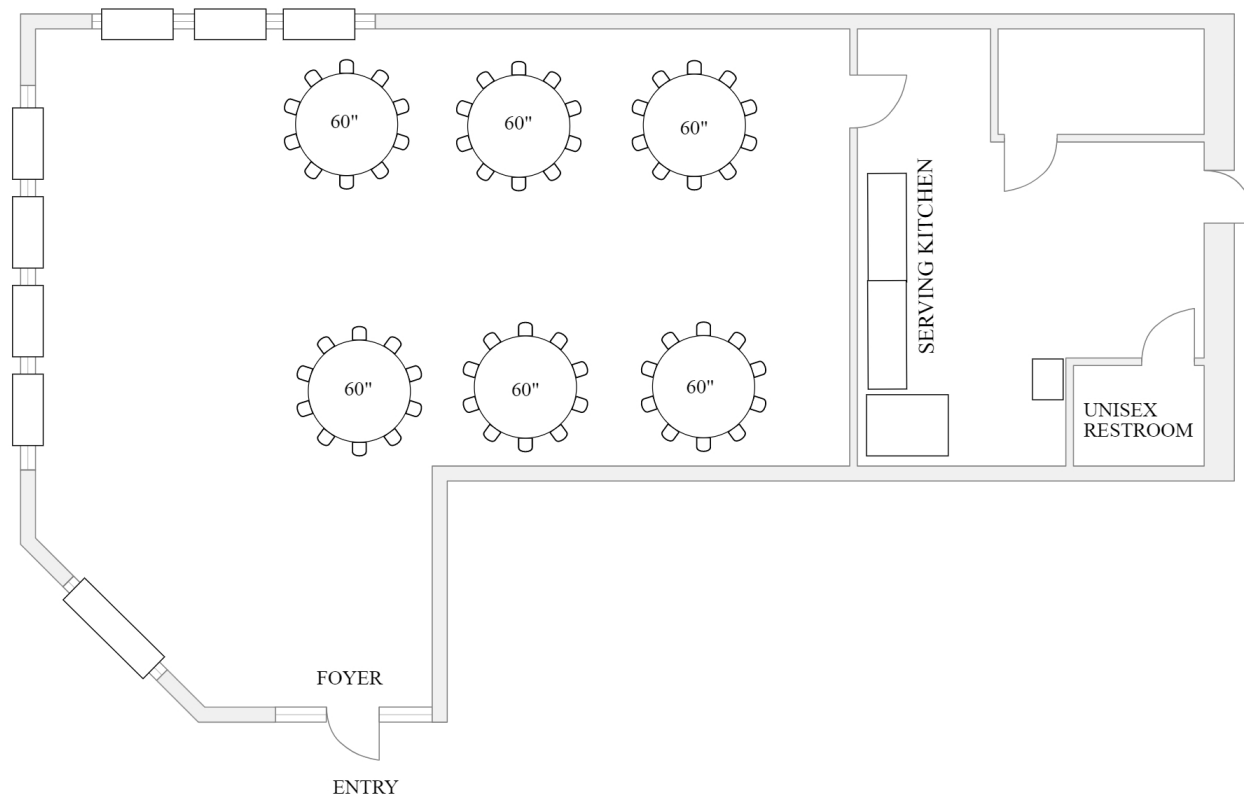 60"
60"
60"
SERVING KITCHEN
60"
60"
60"
UNISEX
RESTROOM
FOYER
ENTRY